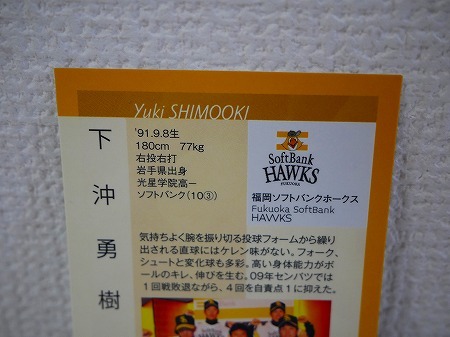 Yuki SHIMOOKI
下沖勇樹
'91.9.8生
180cm 77kg
右投右打
岩手県出身
光星学院高ー
ソフトバンク(10③)
SoftBank
HAWKS
FUKUOKA
福岡ソフトバンクホークス
Fukuoka SoftBank
HAWKS
気持ちよく腕を振り切る投球フォームから繰り
出される直球にはケレン味がない。フォーク、
シュートと変化球も多彩。高い身体能力がボ
ールのキレ、伸びを生む。09年センバツでは
1回戦敗退ながら、4回を自責点1に抑えた。